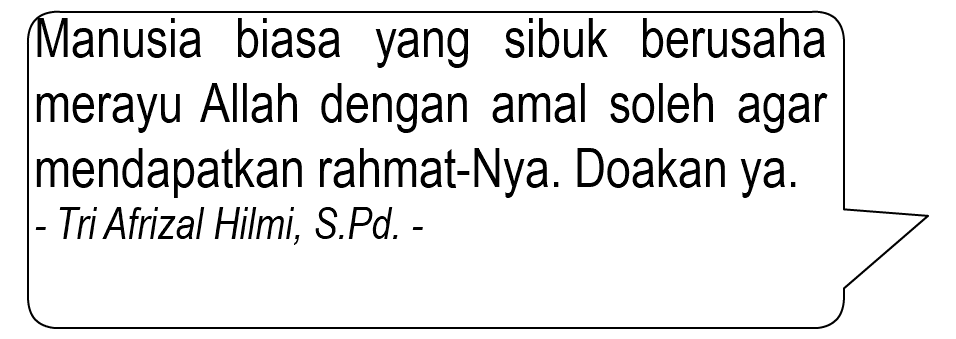 Manusia biasa yang sibuk berusaha
merayu Allah dengan amal soleh agar
mendapatkan rahmat-Nya. Doakan ya.
- Tri Afrizal Hilmi, S.Pd. -